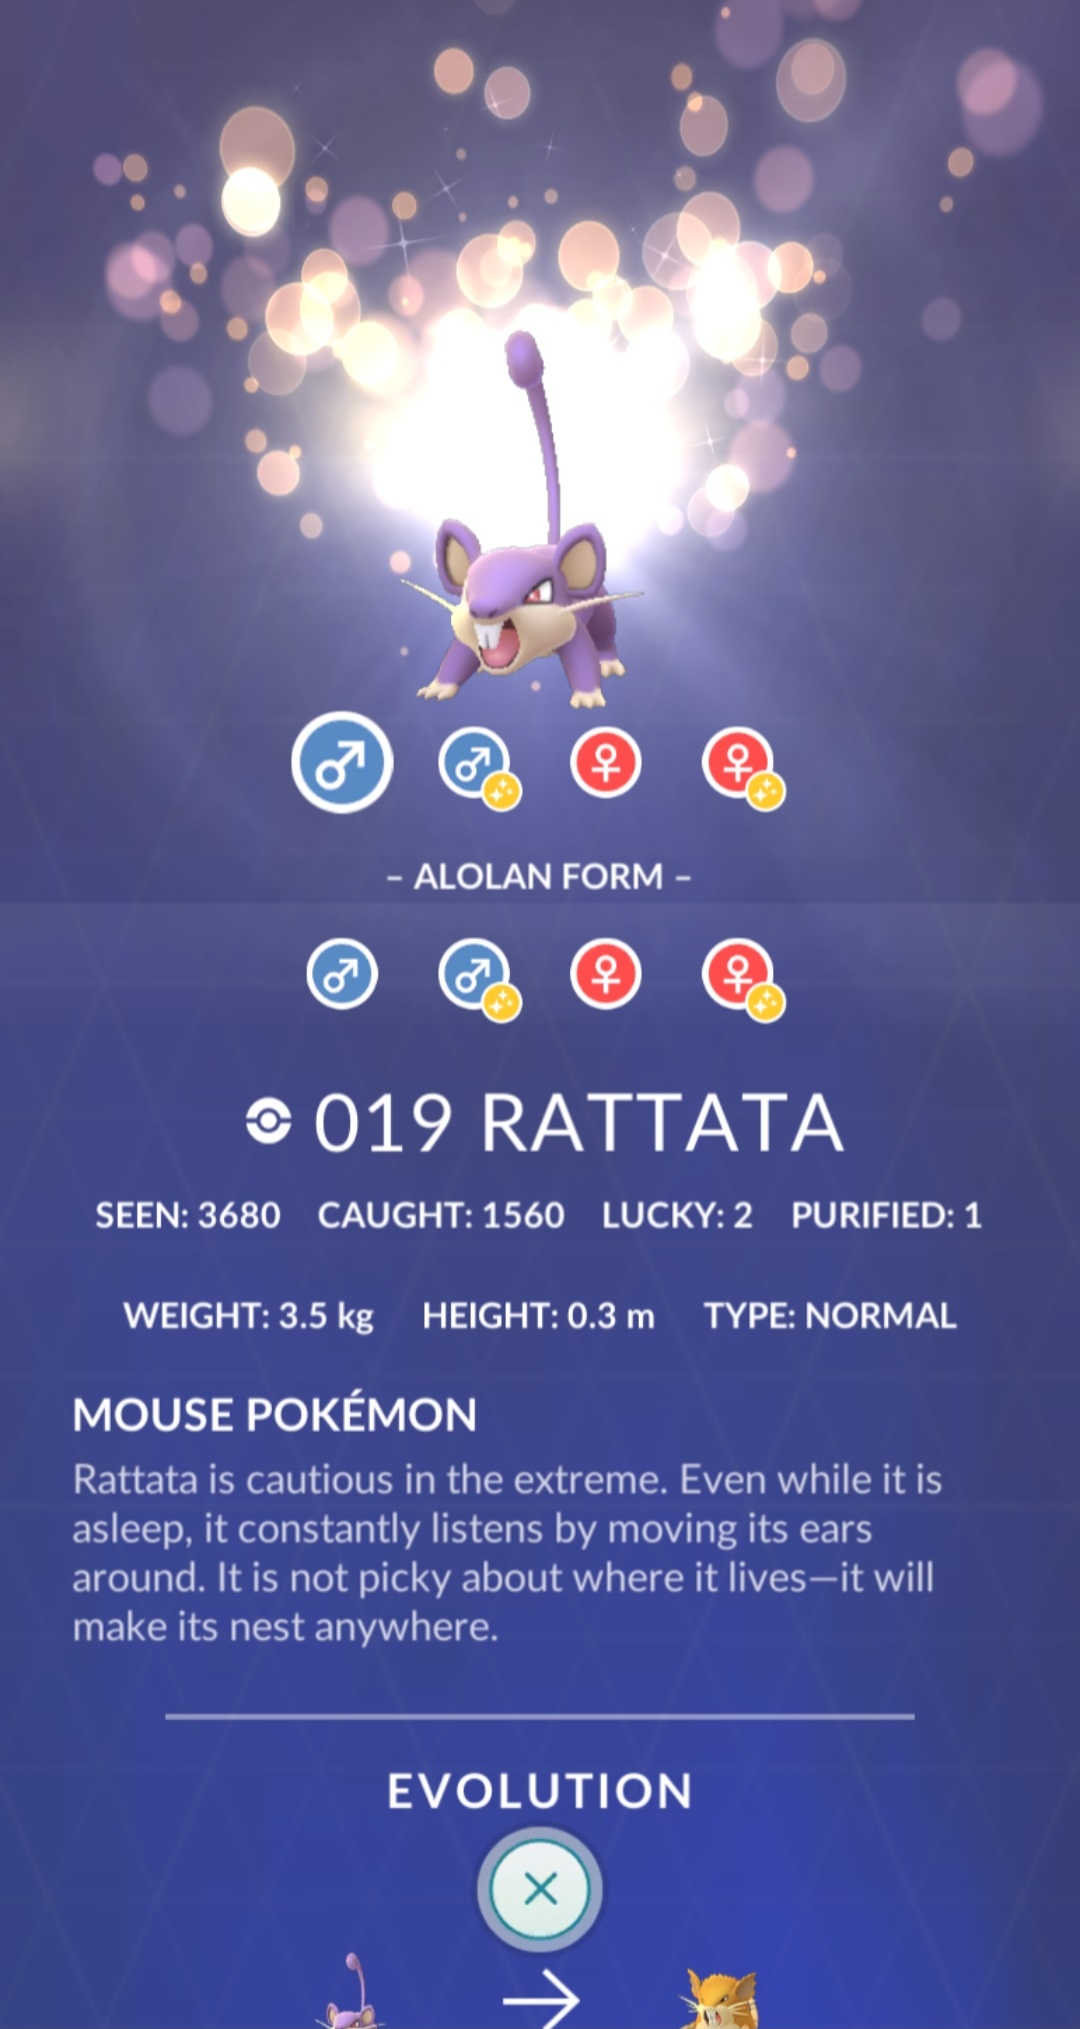 – ALOLAN FORM –
019 RATTATA
SEEN: 3680 CAUGHT: 1560 LUCKY: 2 PURIFIED: 1
WEIGHT: 3.5 kg HEIGHT: 0.3 m TYPE: NORMAL
MOUSE POKÉMON
Rattata is cautious in the extreme. Even while it is
asleep, it constantly listens by moving its ears
around. It is not picky about where it lives—it will
make its nest anywhere.
EVOLUTION